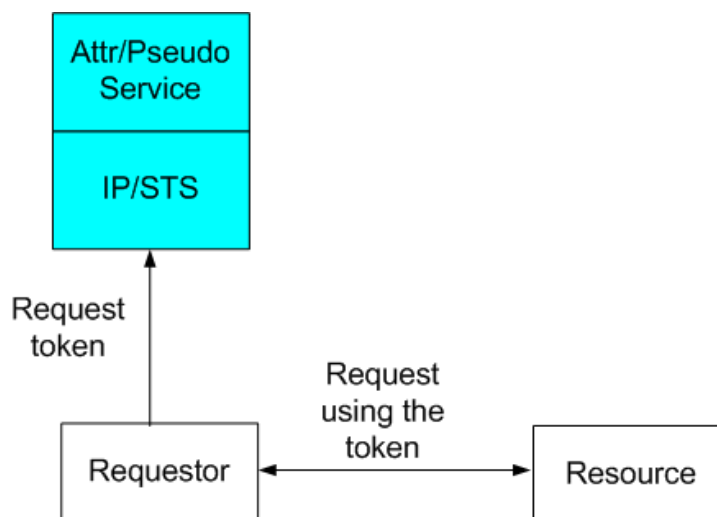 Attr/Pseudo
Service
IP/STS
Request
token
Request
using the
token
Requestor
Resource